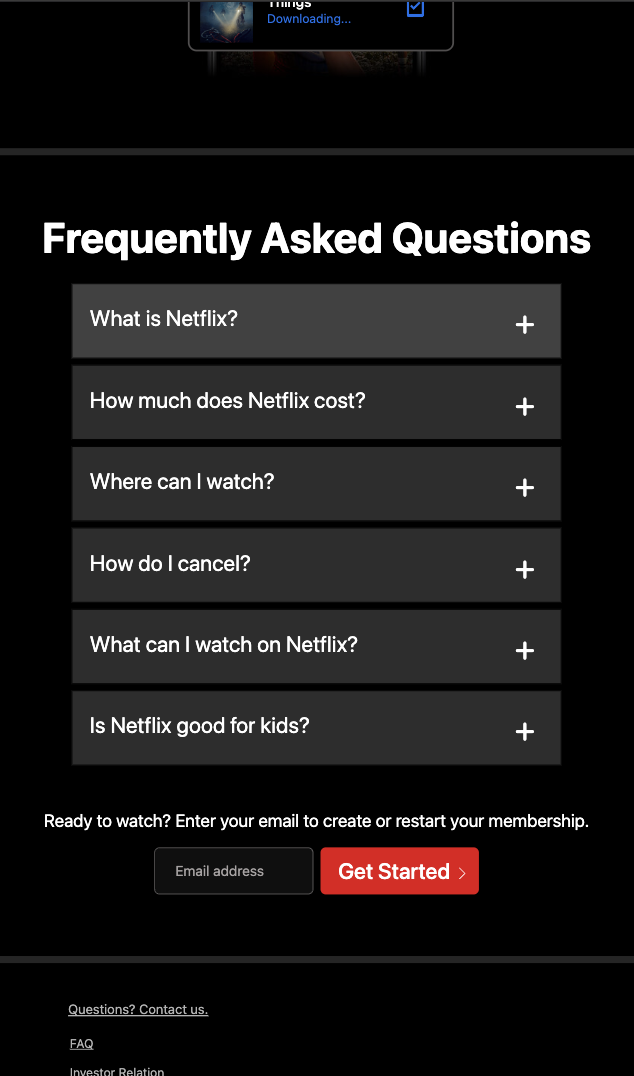 Things
Downloading...
Frequently Asked Questions
What is Netflix?
How much does Netflix cost?
Where can I watch?
How do I cancel?
What can I watch on Netflix?
Is Netflix good for kids?
Ready to watch? Enter your email to create or restart your membership.
Email address
Get Started
Questions? Contact us.
FAQ
Investor Relation